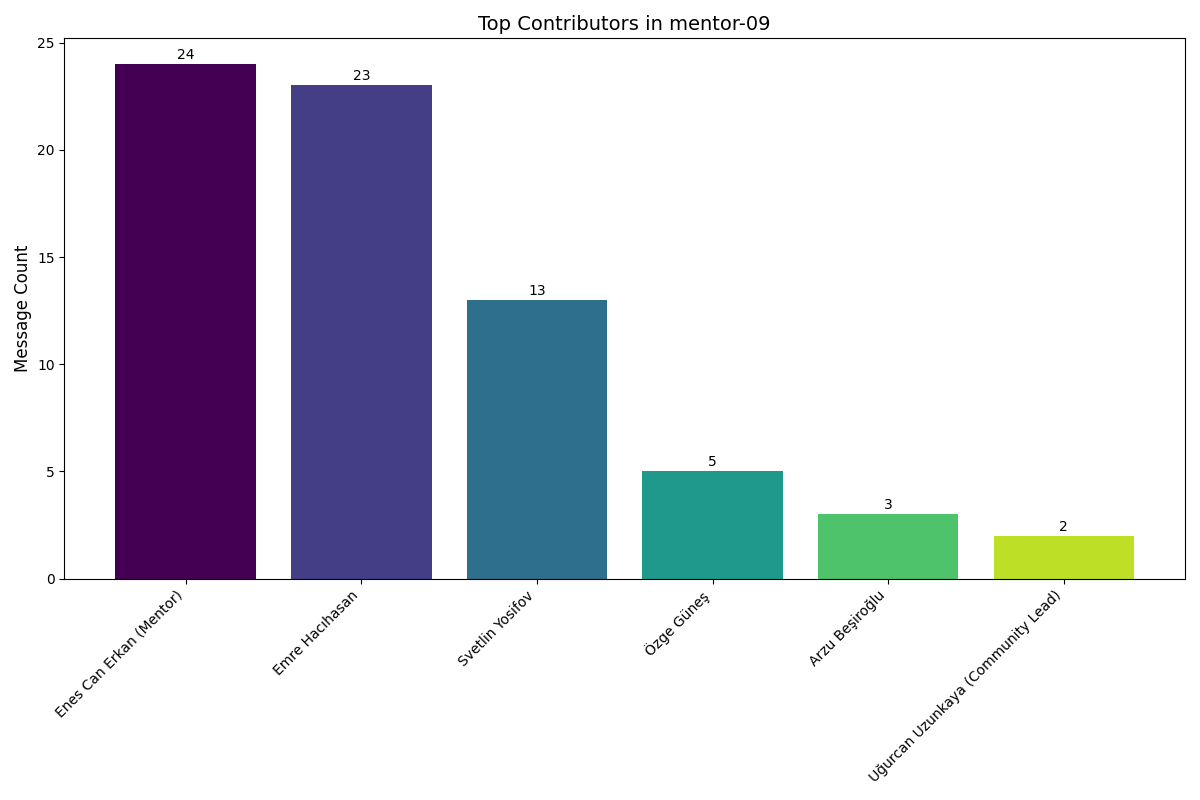 Top Contributors in mentor-09
Message Count
25
20
15
10
5
0
24
23
13
5
3
2
Enes Can Erkan (Mentor)
Emre Hacıhasan
Svetlin Yosifov
Özge Güneş
Arzu Beşiroğlu
Uğurcan Uzunkaya (Community Lead)